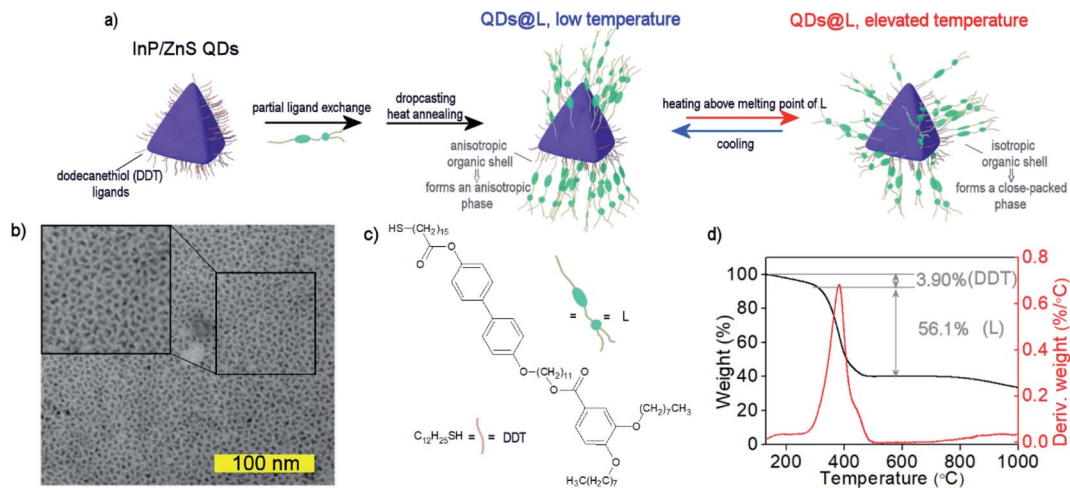 a)
InP/ZnS QDs
dodecanethiol (DDT)
ligands
partial ligand exchange
dropcasting
heat annealing
QDs@L, low temperature
anisotropic
organic shell
forms an anisotropic
phase
heating above melting point of L
cooling
QDs@L, elevated temperature
isotropic
organic shell
forms a close-packed
phase
b)
100 nm
c)
HS-(CH2)15
O
O
O
(CH2)11
O
O
O
(CH2)7CH3
O
H3C(H2C)7
= = L
C12H25SH = = DDT
d)
Weight (%)
100
80
60
40
20
0
3.90%(DDT)
56.1% (L)
0.8
0.6
0.4
0.2
0.0
Deriv. weight (%/°C)
200 400 600 800 1000
Temperature (°C)